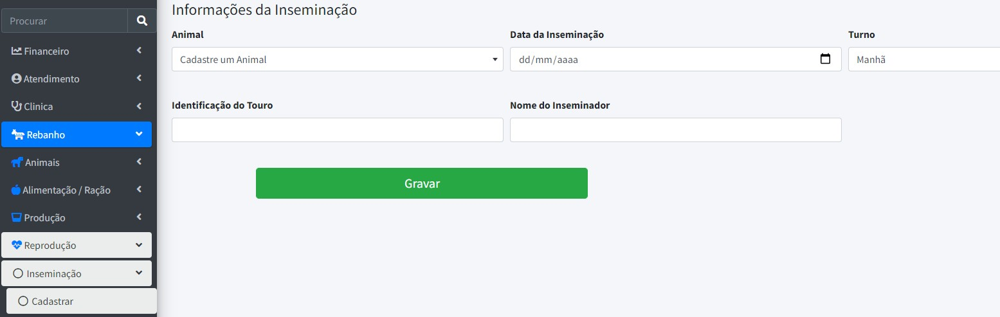 Procurar
Financeiro
Atendimento
Clinica
Rebanho
Animais
Alimentação / Ração
Produção
Reprodução
Inseminação
Cadastrar
Informações da Inseminação
Animal
Cadastre um Animal
Data da Inseminação
dd/mm/aaaa
Turno
Manhã
Identificação do Touro
Nome do Inseminador
Gravar